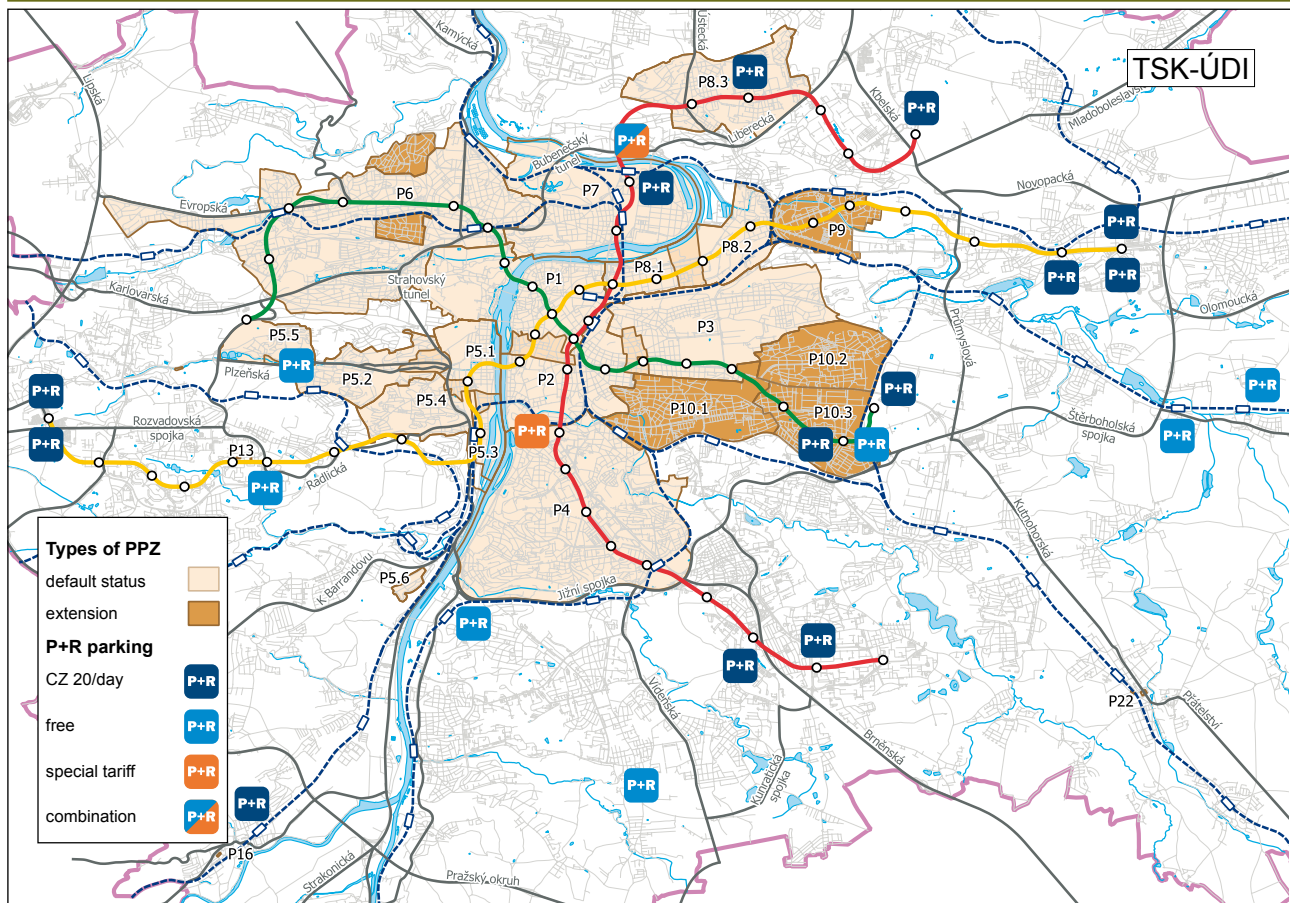 TSK-ÚDI
Kamýcká
Ústecká
Lipská
P8.3
P+R
Kbelská
P+R
Mladoboleslavsk
Liberecká
P+R
Bubenečský
tunel
P+R
Novopacká
P6
P7
Evropská
P9
P+R
P8.2
P+R
P+R
Strahovský
tunel
P1
P8.1
Karlovarská
Olomoucká
P3
Průmyslová
P5.5
P+R
Plzeňská
P5.1
P5.2
P2
P10.2
P+R
P5.4
P10.1
P10.3
P+R
P+R
Rozvadovská
spojka
P+R
P+R
P+R
P+R
Štěrboholská
spojka
P+R
P13
P5.3
P+R
Radlická
P4
Kutnohorská
Types of PPZ
default status
extension
P+R parking
CZ 20/day
P+R
free
P+R
special tariff
P+R
combination
P+R
K Barrandovu
P5.6
Jižní spojka
P+R
P+R
P+R
Vídeňská
P22
Přátelství
Brněnská
Kunratická
spojka
P+R
P+R
P16
Strakonická
Pražský okruh